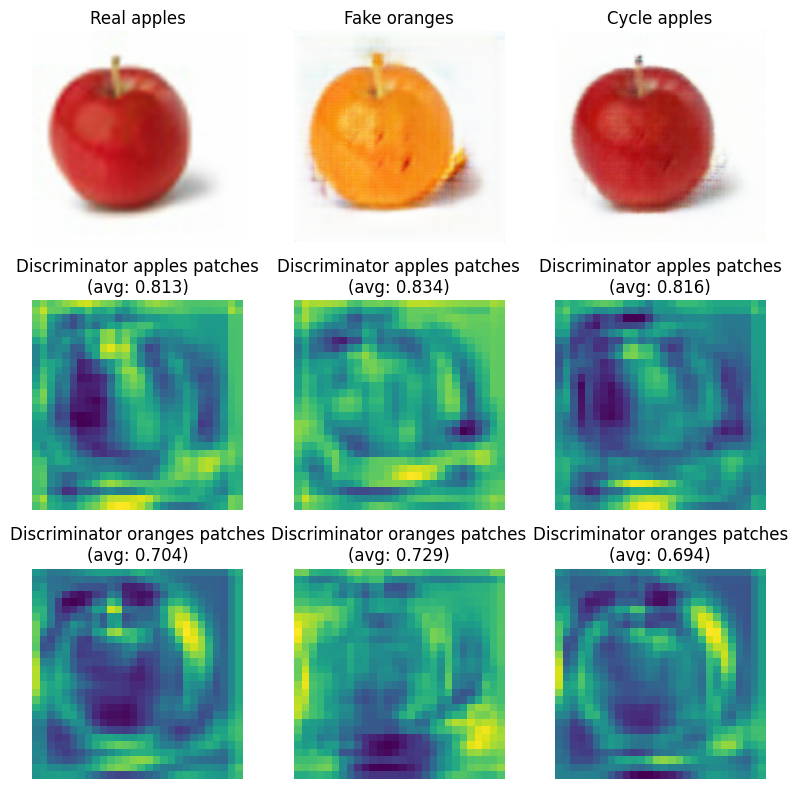 Real apples
Fake oranges
Cycle apples
Discriminator apples patches
(avg: 0.813)
Discriminator apples patches
(avg: 0.834)
Discriminator apples patches
(avg: 0.816)
Discriminator oranges patches
(avg: 0.704)
Discriminator oranges patches
(avg: 0.729)
Discriminator oranges patches
(avg: 0.694)